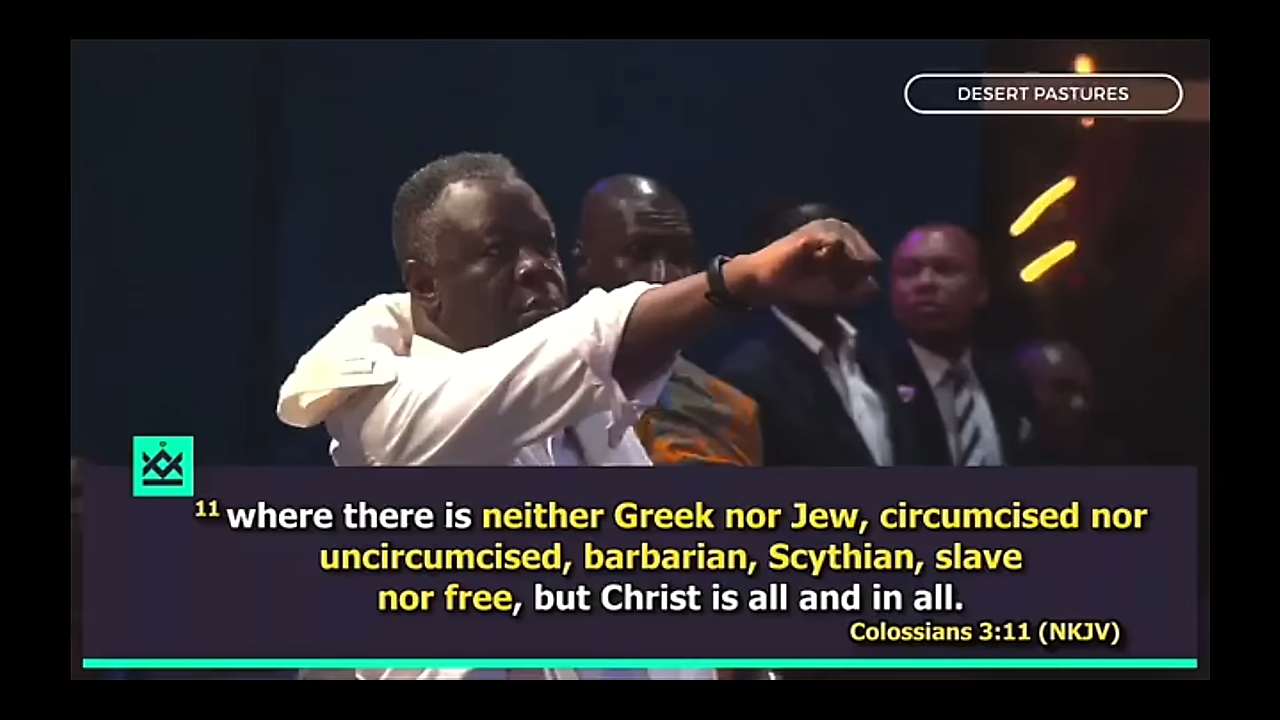 DESERT PASTURES
11 where there is neither Greek nor Jew, circumcised nor
uncircumcised, barbarian, Scythian, slave
nor free, but Christ is all and in all.
Colossians 3:11 (NKJV)